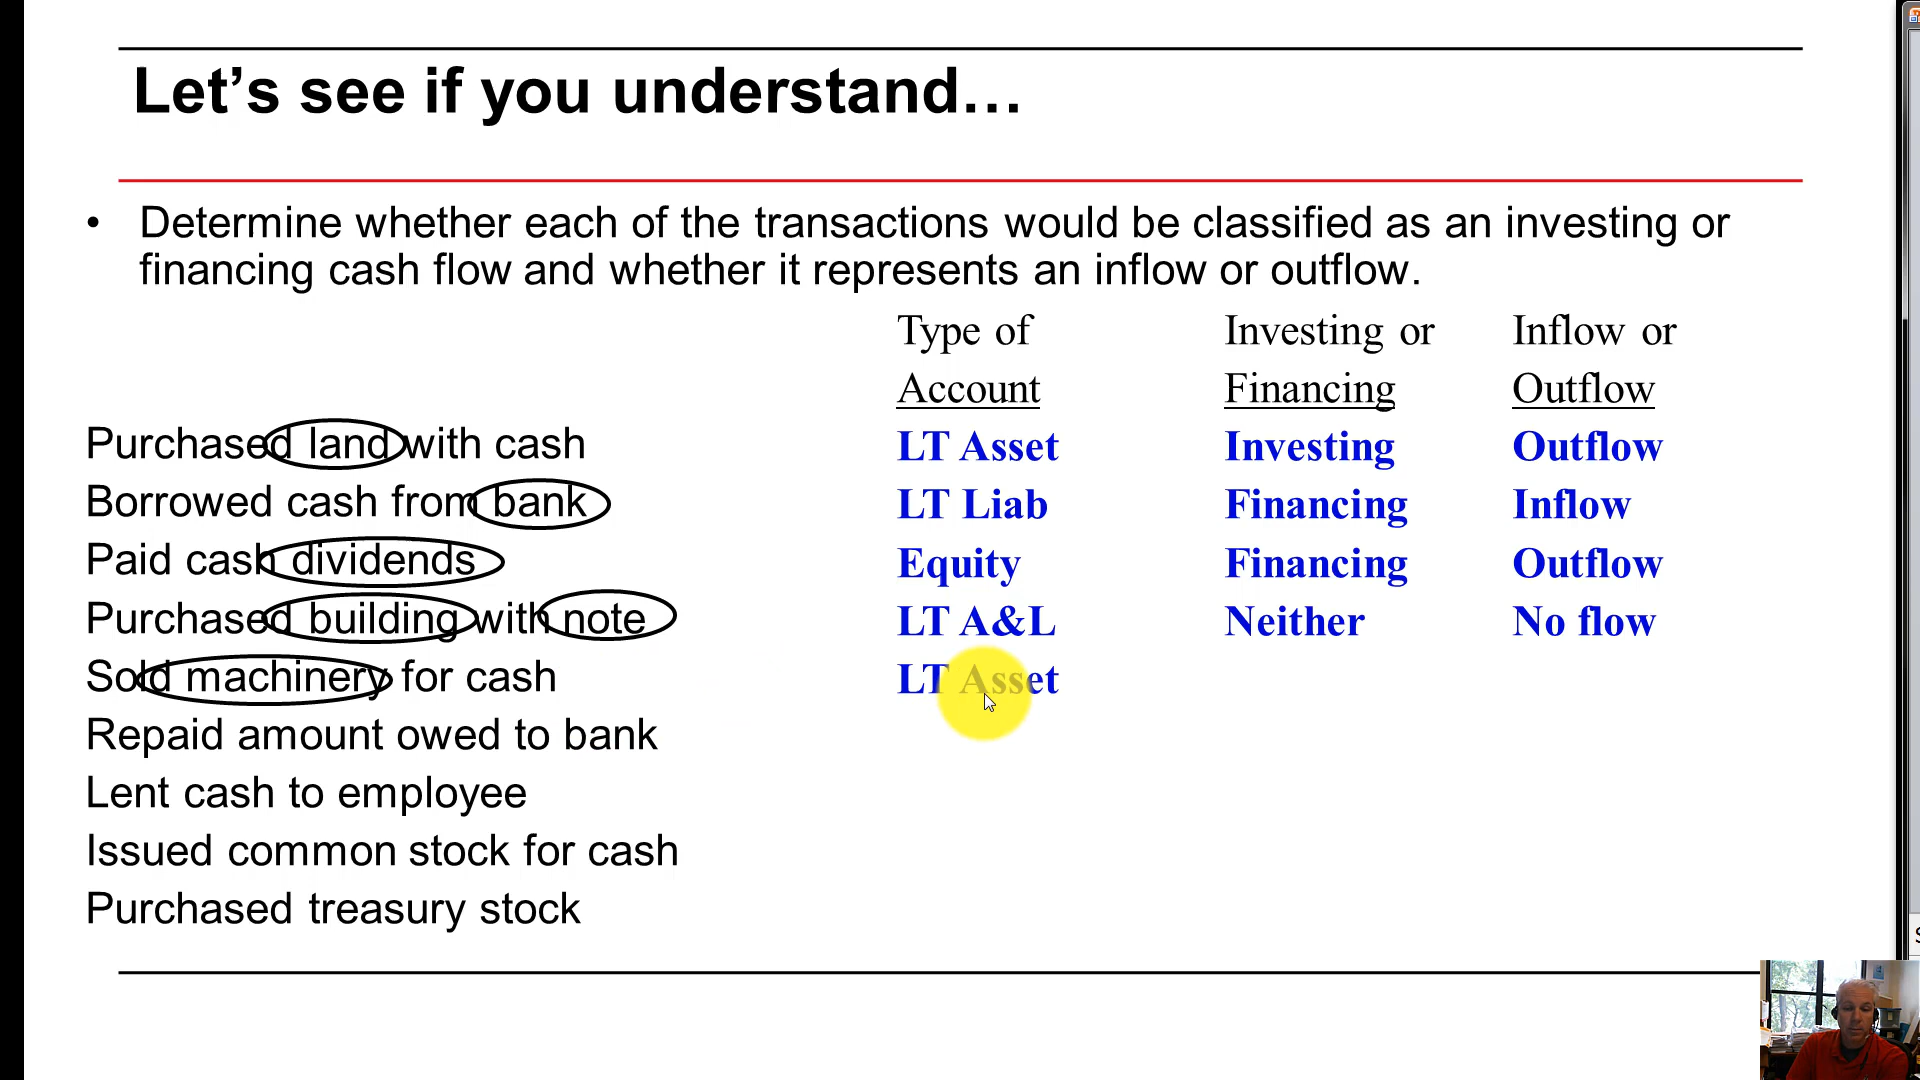 Let’s see if you understand…
• Determine whether each of the transactions would be classified as an investing or
financing cash flow and whether it represents an inflow or outflow.
Type of Investing or Inflow or
Account Financing Outflow
Purchased land with cash LT Asset Investing Outflow
Borrowed cash from bank LT Liab Financing Inflow
Paid cash dividends Equity Financing Outflow
Purchased building with note LT A&L Neither No flow
Sold machinery for cash LT Asset
Repaid amount owed to bank
Lent cash to employee
Issued common stock for cash
Purchased treasury stock